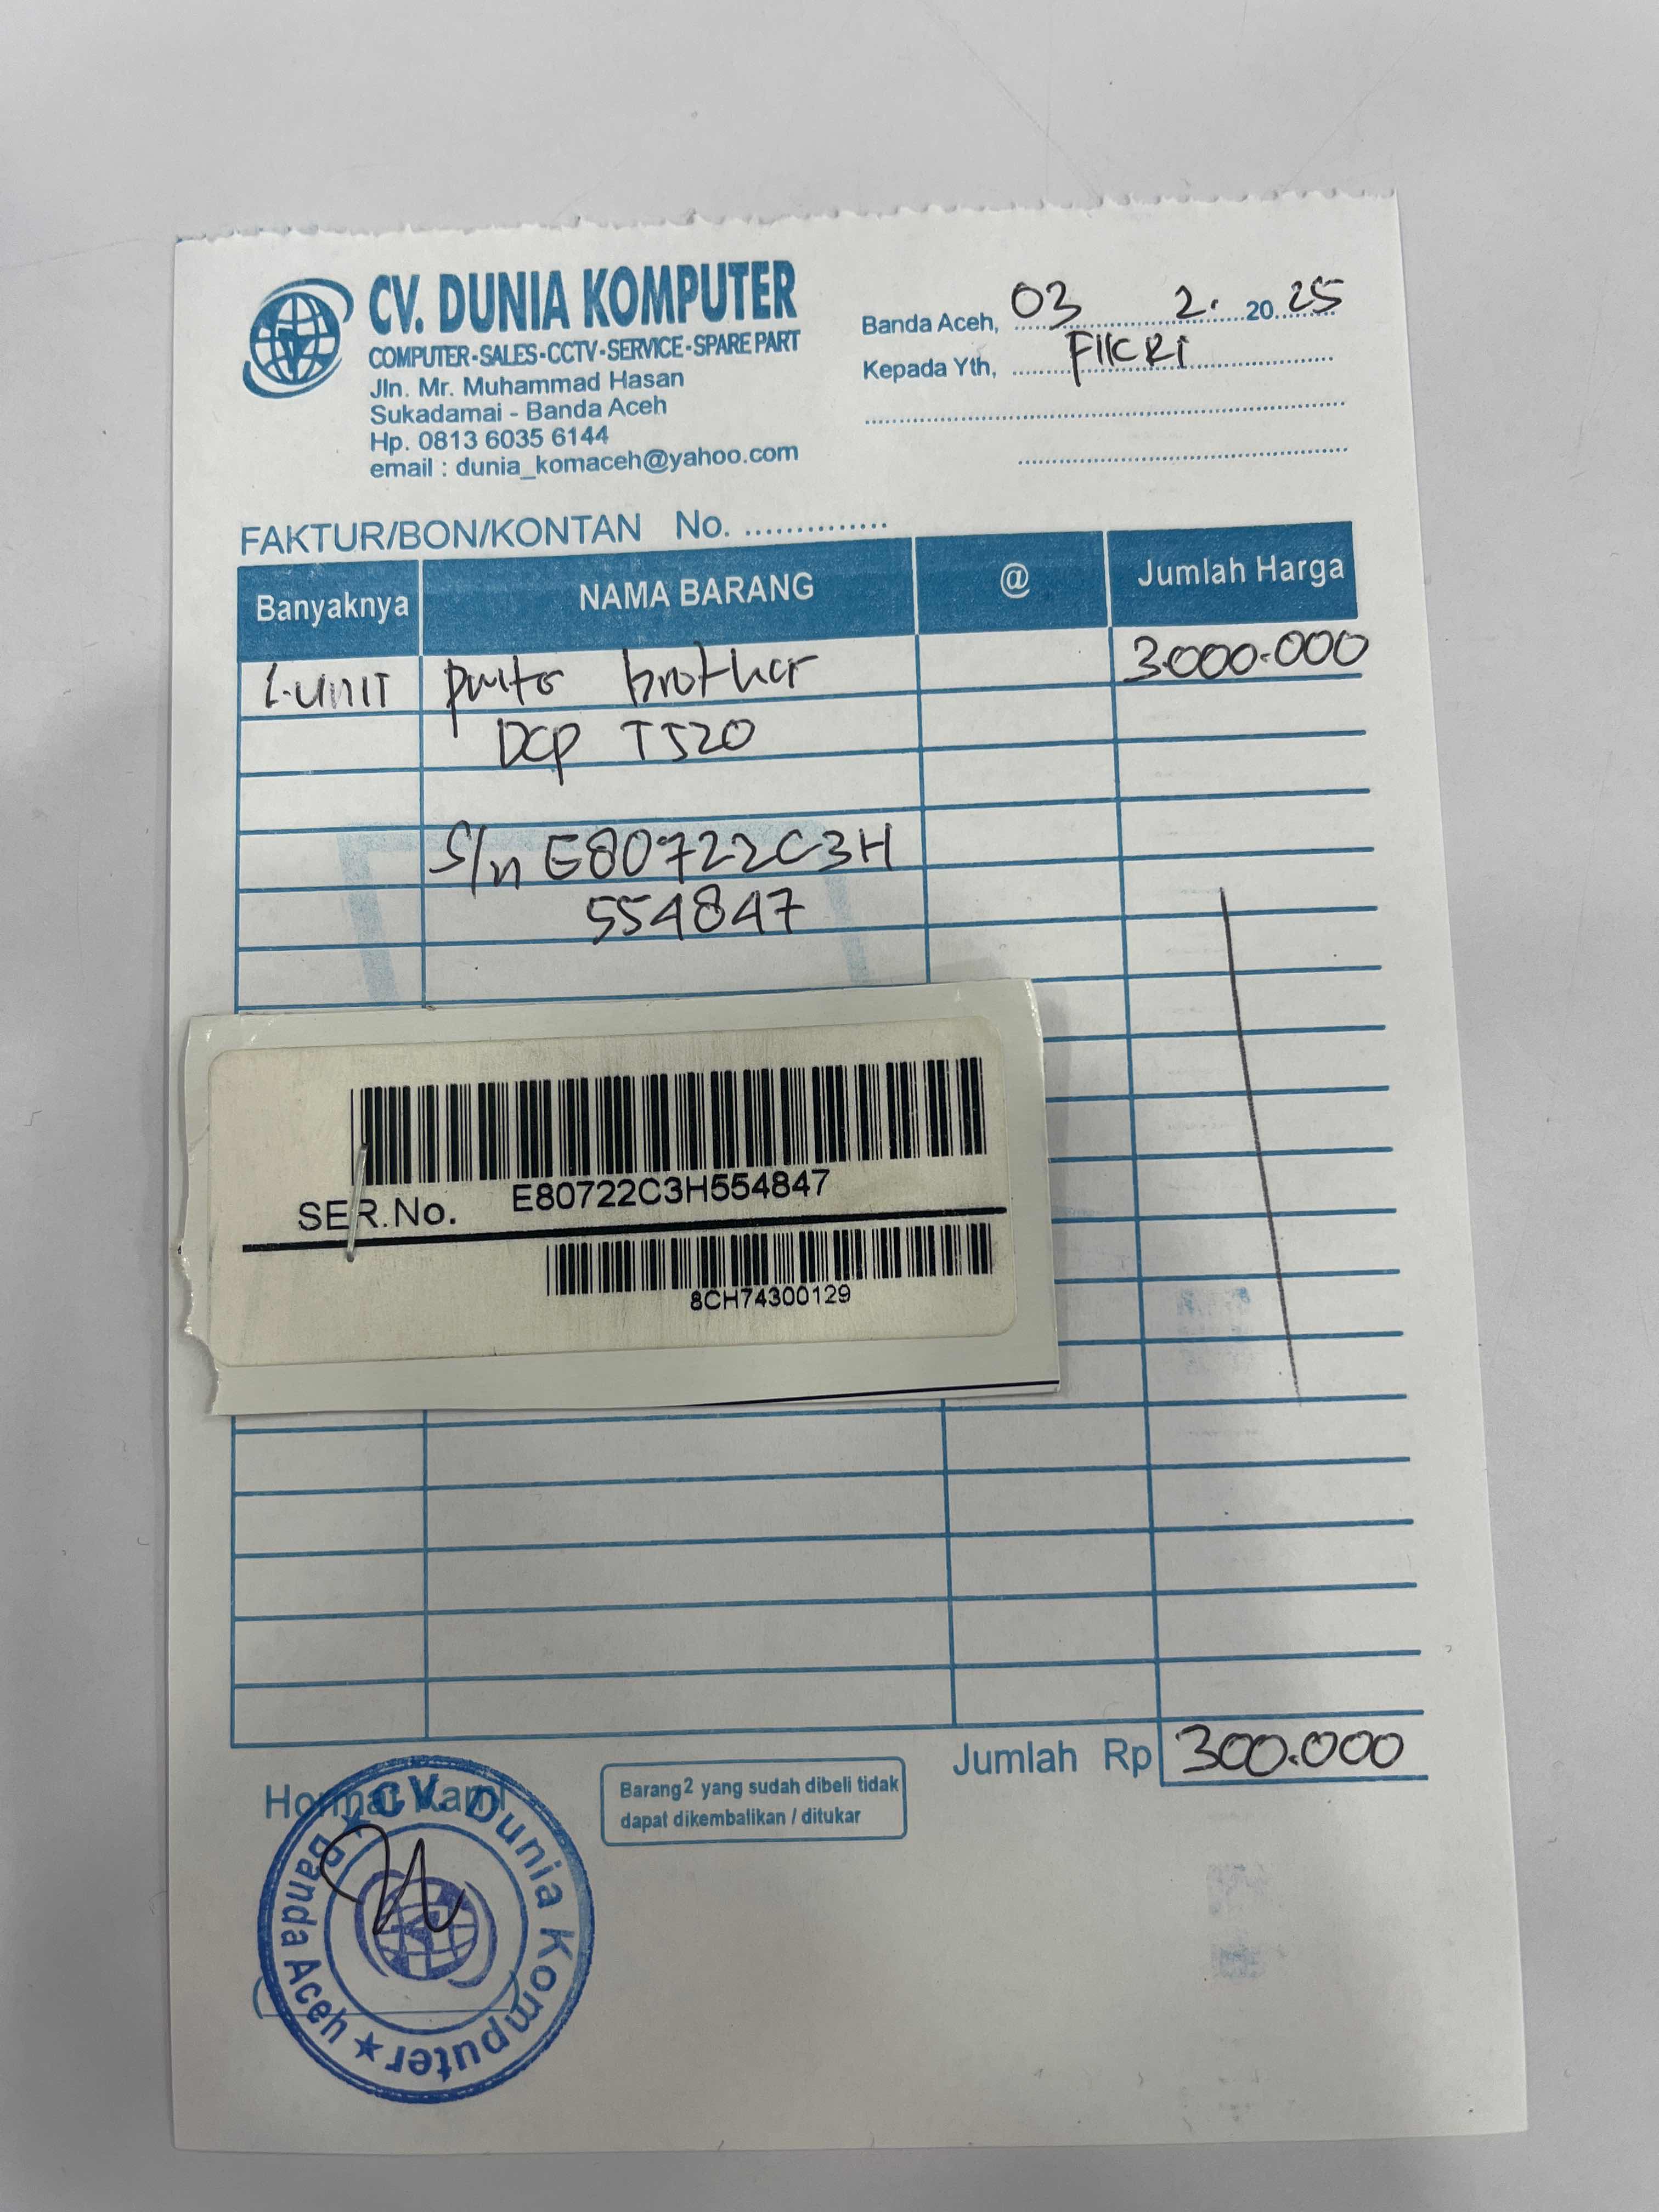 CV. DUNIA KOMPUTER
COMPUTER-SALES-CCTV-SERVICE-SPARE PART
Jln. Mr. Muhammad Hasan
Sukadamai - Banda Aceh
Hp. 0813 6035 6144
email : dunia_komaceh@yahoo.com
Banda Aceh, 03 2. 2025
Kepada Yth, FIKRI
FAKTUR/BON/KONTAN No. ..............
Banyaknya NAMA BARANG @ Jumlah Harga
1.UNIT brother 3.000.000
DCP T520
S/n E80722C3H
554847
SER.No. E80722C3H554847
8CH74300129
Jumlah Rp 300.000
Hormat Kami
Barang2 yang sudah dibeli tidak
dapat dikembalikan / ditukar
CV. Dunia Komputer
★ Banda Aceh ★